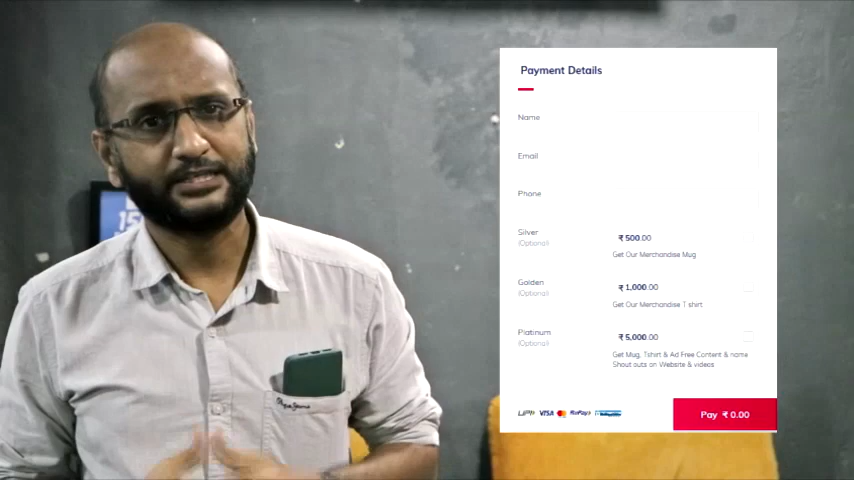 15
Payment Details
Name
Email
Phone
Silver
(Optional)
₹ 500.00
Get Our Merchandise Mug
Golden
(Optional)
₹ 1,000.00
Get Our Merchandise T shirt
Platinum
(Optional)
₹ 5,000.00
Get Mug, Tshirt & Ad Free Content & name
Shout outs on Website & videos
UPI VISA RuPay
Pay ₹ 0.00